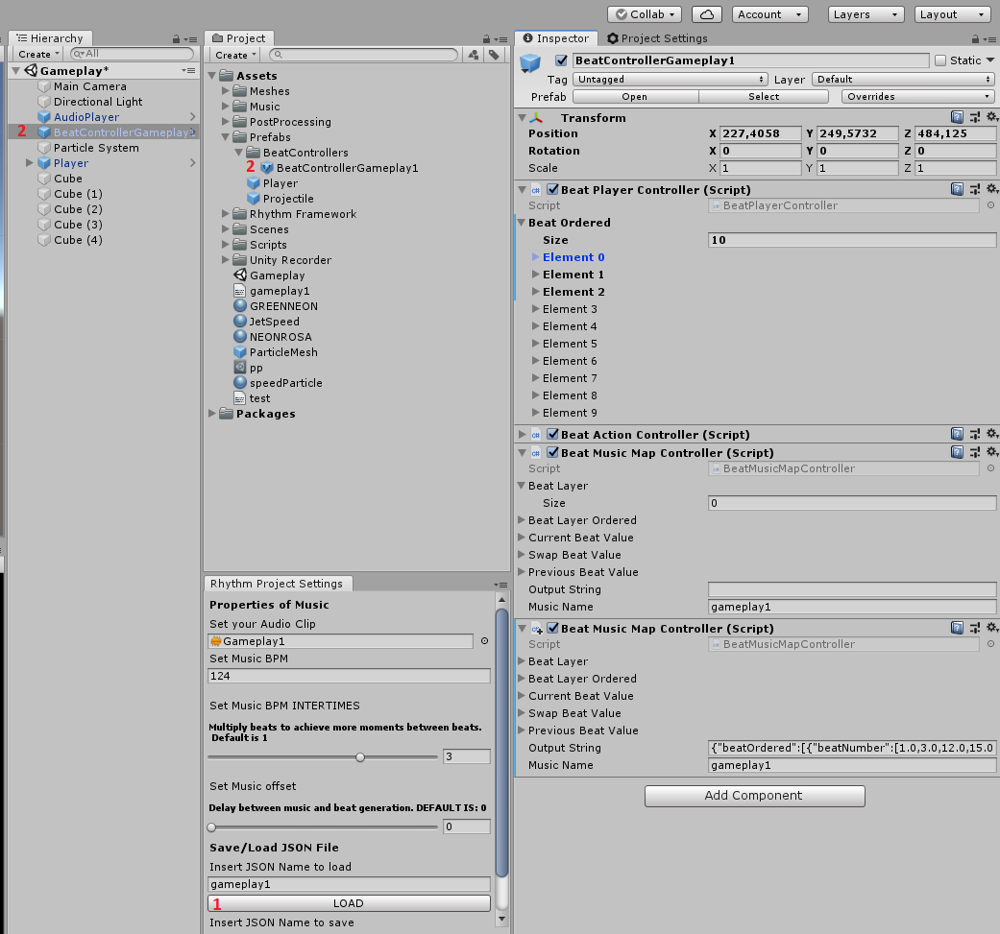 Collab
Account
Layers
Layout
Hierarchy
Create
All
Gameplay*
Main Camera
Directional Light
AudioPlayer
2
BeatControllerGameplay
Particle System
Player
Cube
Cube (1)
Cube (2)
Cube (3)
Cube (4)
Project
Create
Assets
Meshes
Music
PostProcessing
Prefabs
BeatControllers
2
BeatControllerGameplay1
Player
Projectile
Rhythm Framework
Scenes
Scripts
Unity Recorder
Gameplay
gameplay1
GREENNEON
JetSpeed
NEONROSA
ParticleMesh
pp
speedParticle
test
Packages
Rhythm Project Settings
Properties of Music
Set your Audio Clip
Gameplay1
Set Music BPM
124
Set Music BPM INTERTIMES
Multiply beats to achieve more moments between beats.
Default is 1
3
Set Music offset
Delay between music and beat generation. DEFAULT IS: 0
0
Save/Load JSON File
Insert JSON Name to load
gameplay1
1 LOAD
Insert JSON Name to save
Inspector
Project Settings
BeatControllerGameplay1
Static
Tag Untagged Layer Default
Prefab Open Select Overrides
Transform
Position X 227,4058 Y 249,5732 Z 484,125
Rotation X 0 Y 0 Z 0
Scale X 1 Y 1 Z 1
Beat Player Controller (Script)
Script BeatPlayerController
Beat Ordered
Size 10
Element 0
Element 1
Element 2
Element 3
Element 4
Element 5
Element 6
Element 7
Element 8
Element 9
Beat Action Controller (Script)
Beat Music Map Controller (Script)
Script BeatMusicMapController
Beat Layer
Size 0
Beat Layer Ordered
Current Beat Value
Swap Beat Value
Previous Beat Value
Output String
Music Name gameplay1
Beat Music Map Controller (Script)
Script BeatMusicMapController
Beat Layer
Beat Layer Ordered
Current Beat Value
Swap Beat Value
Previous Beat Value
Output String {"beatOrdered":[{"beatNumber":[1.0,3.0,12.0,15.0
Music Name gameplay1
Add Component